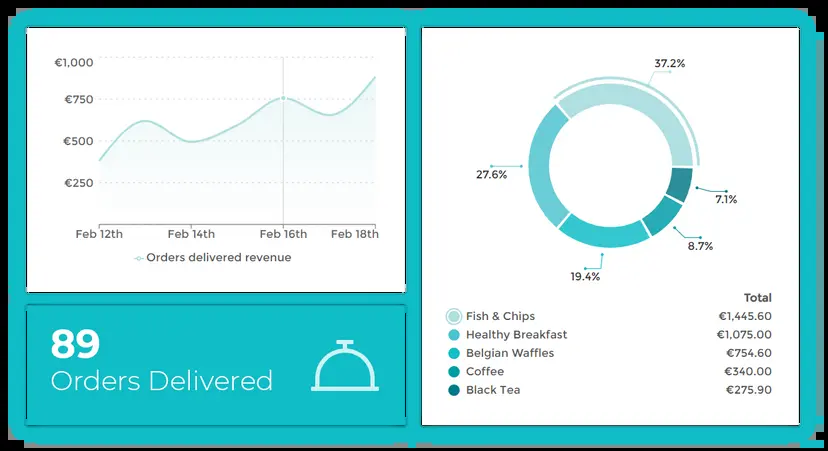 €1,000
€750
€500
€250
Feb 12th Feb 14th Feb 16th Feb 18th
Orders delivered revenue
89
Orders Delivered
37.2%
27.6%
7.1%
8.7%
19.4%
Total
Fish & Chips €1,445.60
Healthy Breakfast €1,075.00
Belgian Waffles €754.60
Coffee €340.00
Black Tea €275.90